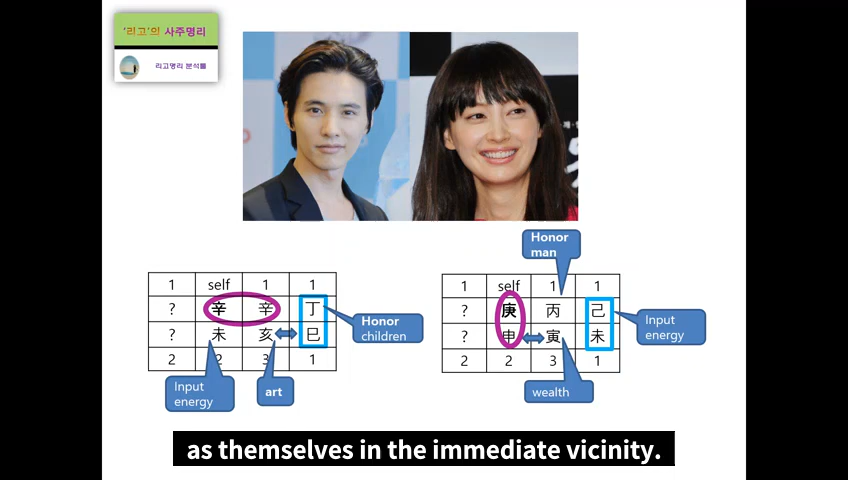 '리고'의 사주명리
리고명리 분석틀
Honor
man
1 self 1 1
? 辛 辛 丁
? 未 亥 巳
2 2 3 1
Honor
children
Input
energy
art
1 self 1 1
? 庚 丙 己
? 申 寅 未
2 2 3 1
Input
energy
wealth
as themselves in the immediate vicinity.